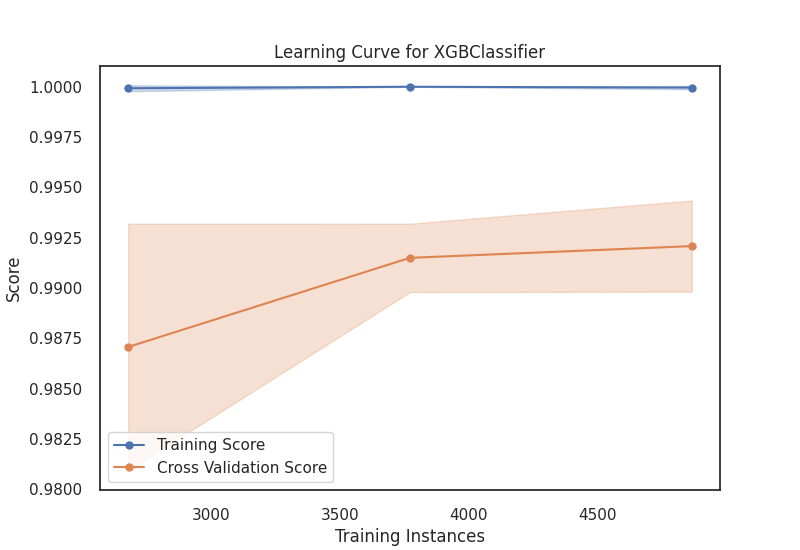 Learning Curve for XGBClassifier
1.0000
0.9975
0.9950
0.9925
0.9900
0.9875
0.9850
0.9825
0.9800
Score
Training Score
Cross Validation Score
3000 3500 4000 4500
Training Instances